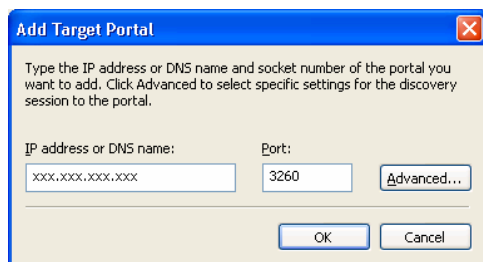 Add Target Portal
Type the IP address or DNS name and socket number of the portal you
want to add. Click Advanced to select specific settings for the discovery
session to the portal.
IP address or DNS name:
Port:
xxx.xxx.xxx.xxx
3260
Advanced...
OK
Cancel